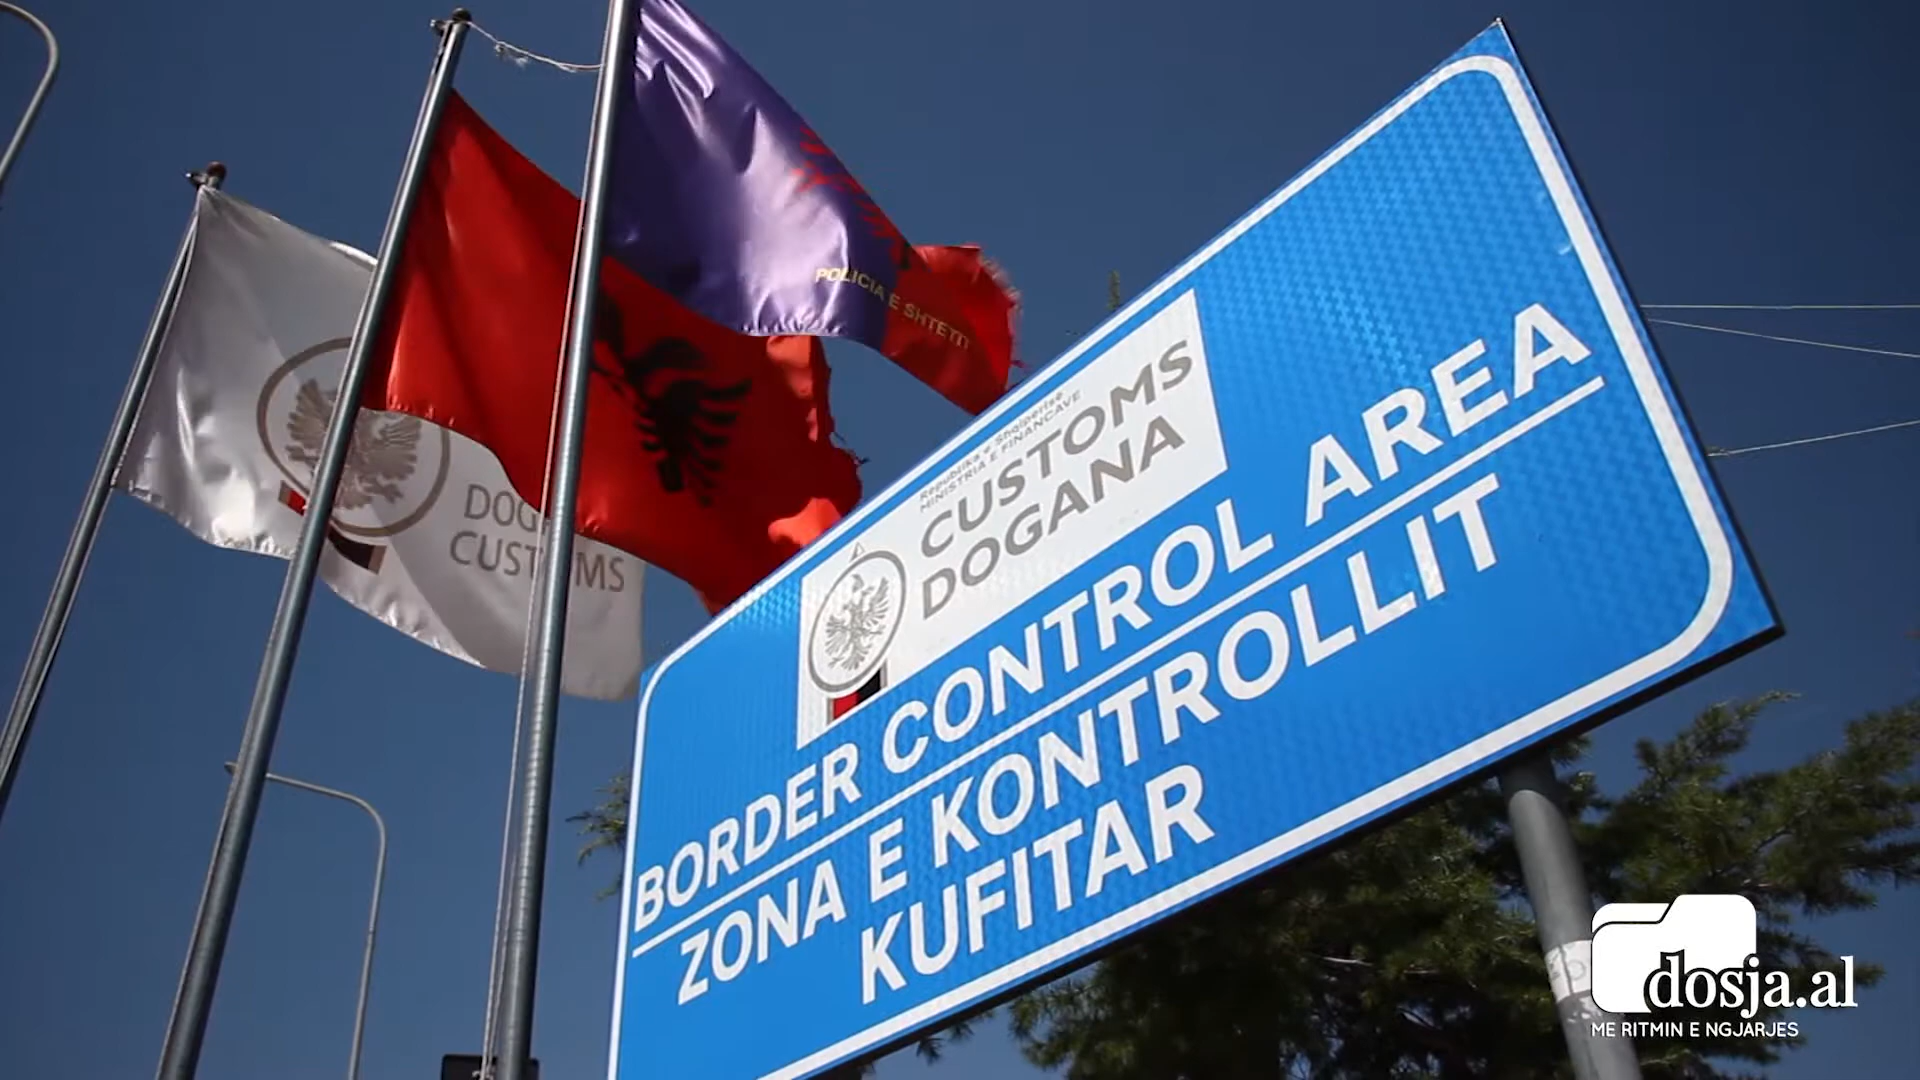 POLICIA E SHTETIT
DOG
CUSTOMS
Republika e Shqipërisë
MINISTRIA E FINANCAVE
CUSTOMS
DOGANA
BORDER CONTROL AREA
ZONA E KONTROLLIT
KUFITAR
dosja.al
ME RITMIN E NGJARJES